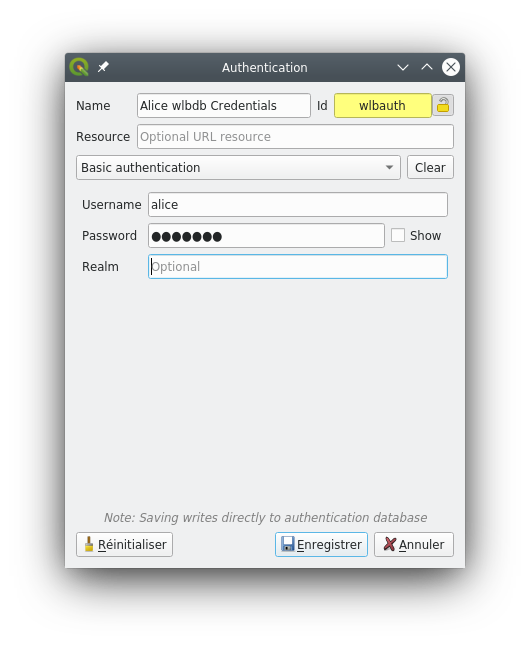 Authentication
Name Alice wlbdb Credentials Id wlbauth
Resource Optional URL resource
Basic authentication Clear
Username alice
Password ●●●●●●● Show
Realm Optional
Note: Saving writes directly to authentication database
Réinitialiser Enregistrer Annuler